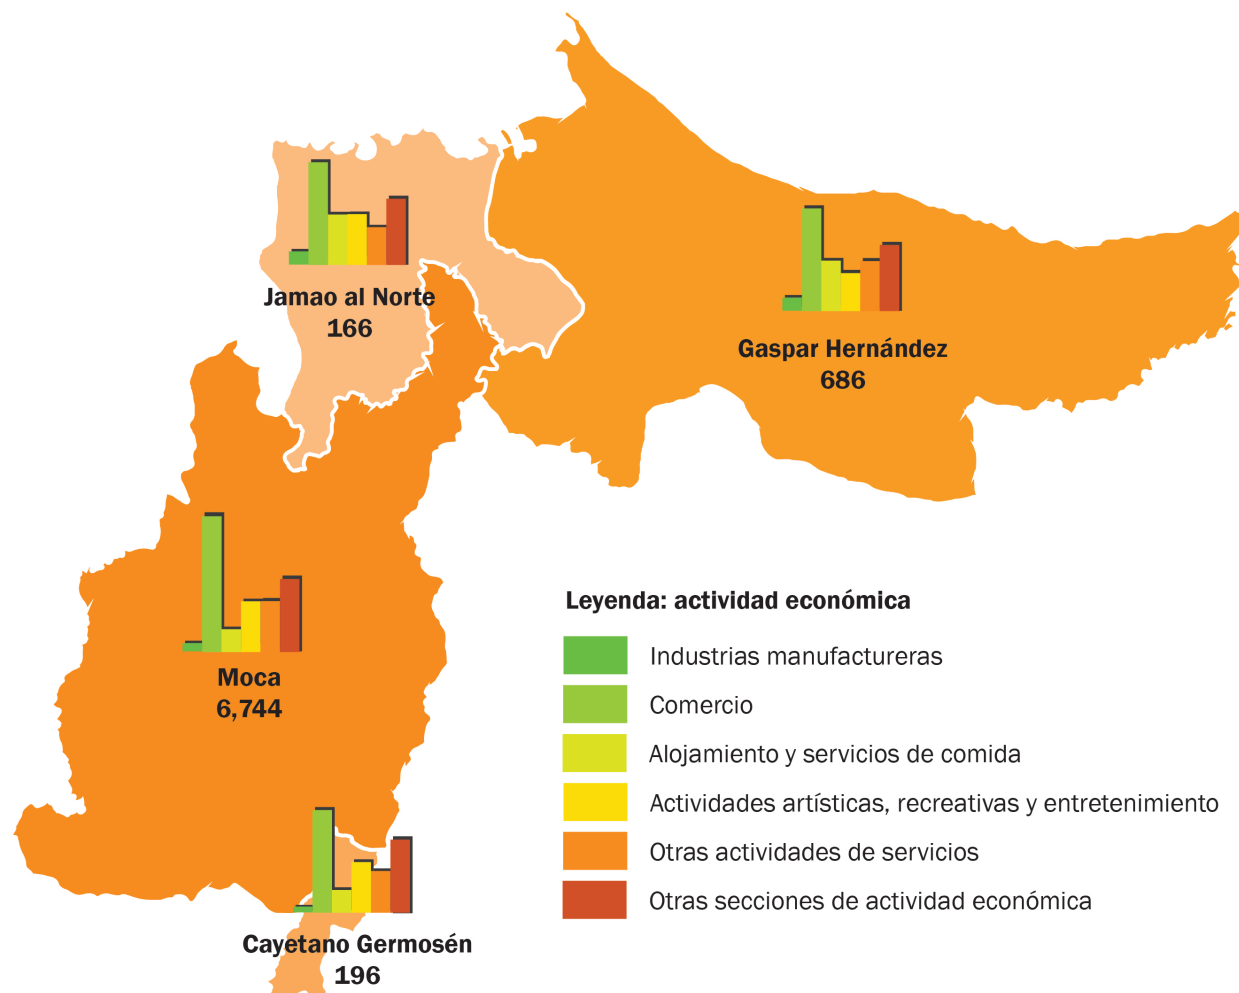 Jamao al Norte
166
Gaspar Hernández
686
Moca
6,744
Cayetano Germosén
196
Leyenda: actividad económica
Industrias manufactureras
Comercio
Alojamiento y servicios de comida
Actividades artísticas, recreativas y entretenimiento
Otras actividades de servicios
Otras secciones de actividad económica